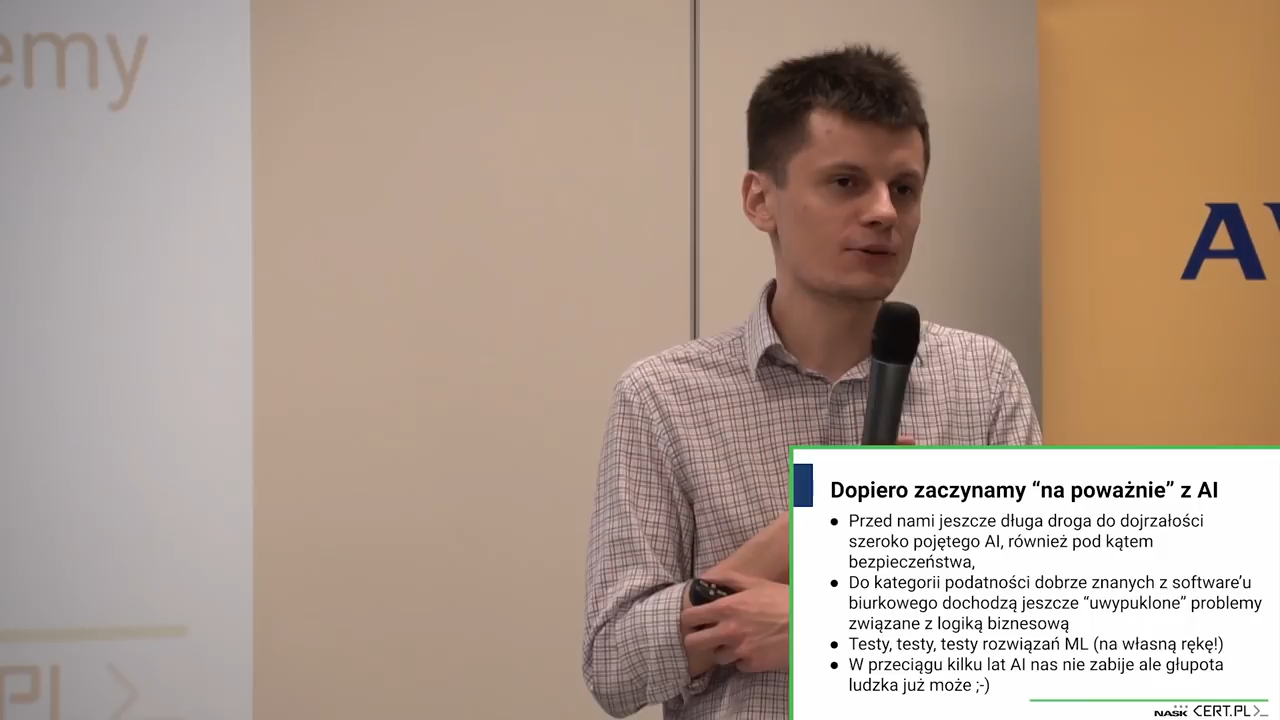 emy
AV
Dopiero zaczynamy “na poważnie” z AI
● Przed nami jeszcze długa droga do dojrzałości
szeroko pojętego AI, również pod kątem
bezpieczeństwa,
● Do kategorii podatności dobrze znanych z software’u
biurkowego dochodzą jeszcze “uwypuklone” problemy
związane z logiką biznesową
● Testy, testy, testy rozwiązań ML (na własną rękę!)
● W przeciągu kilku lat AI nas nie zabije ale głupota
ludzka już może ;-)
NASK CERT.PL>_
PL >